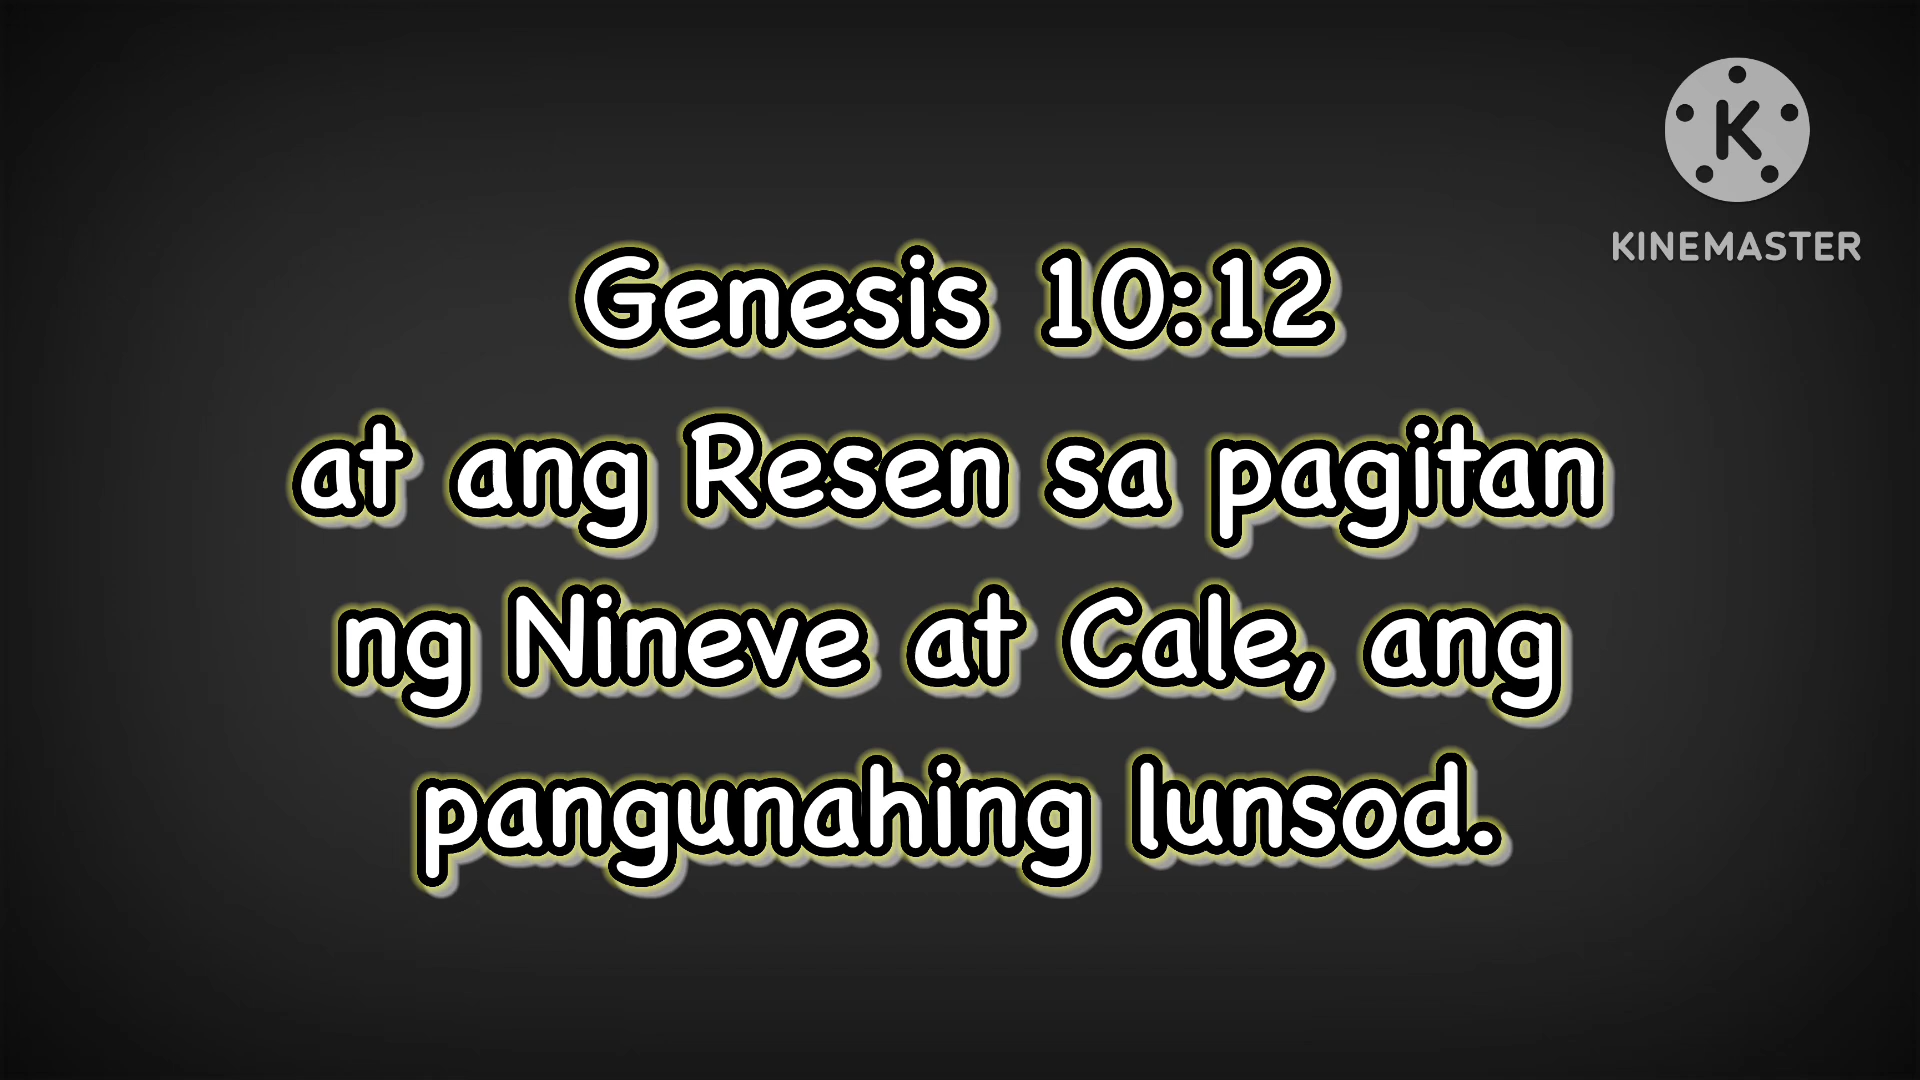 K
KINEMASTER
Genesis 10:12
at ang Resen sa pagitan
ng Nineve at Cale, ang
pangunahing lunsod.